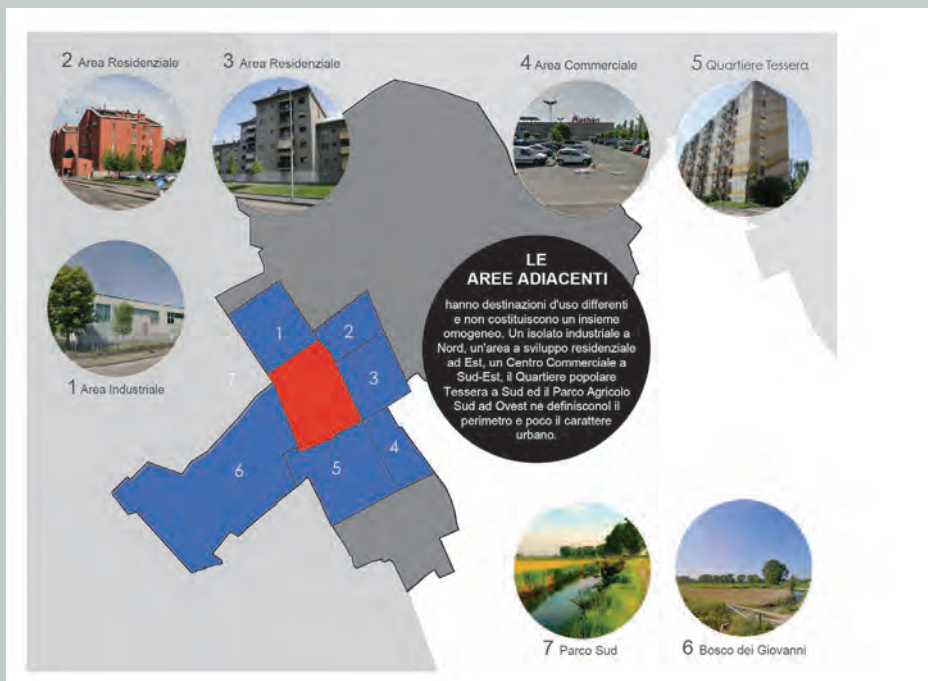 2 Area Residenziale
3 Area Residenziale
4 Area Commerciale
5 Quartiere Tessera
Auchan
LE
AREE ADIACENTI
hanno destinazioni d'uso differenti
e non costituiscono un insieme
omogeneo. Un isolato industriale a
Nord, un'area a sviluppo residenziale
ad Est, un Centro Commerciale a
Sud-Est, il Quartiere popolare
Tessera a Sud ed il Parco Agricolo
Sud ad Ovest ne definisconol il
perimetro e poco il carattere
urbano.
1 Area Industriale
1
2
7
3
6
5
4
7 Parco Sud
6 Bosco dei Giovanni